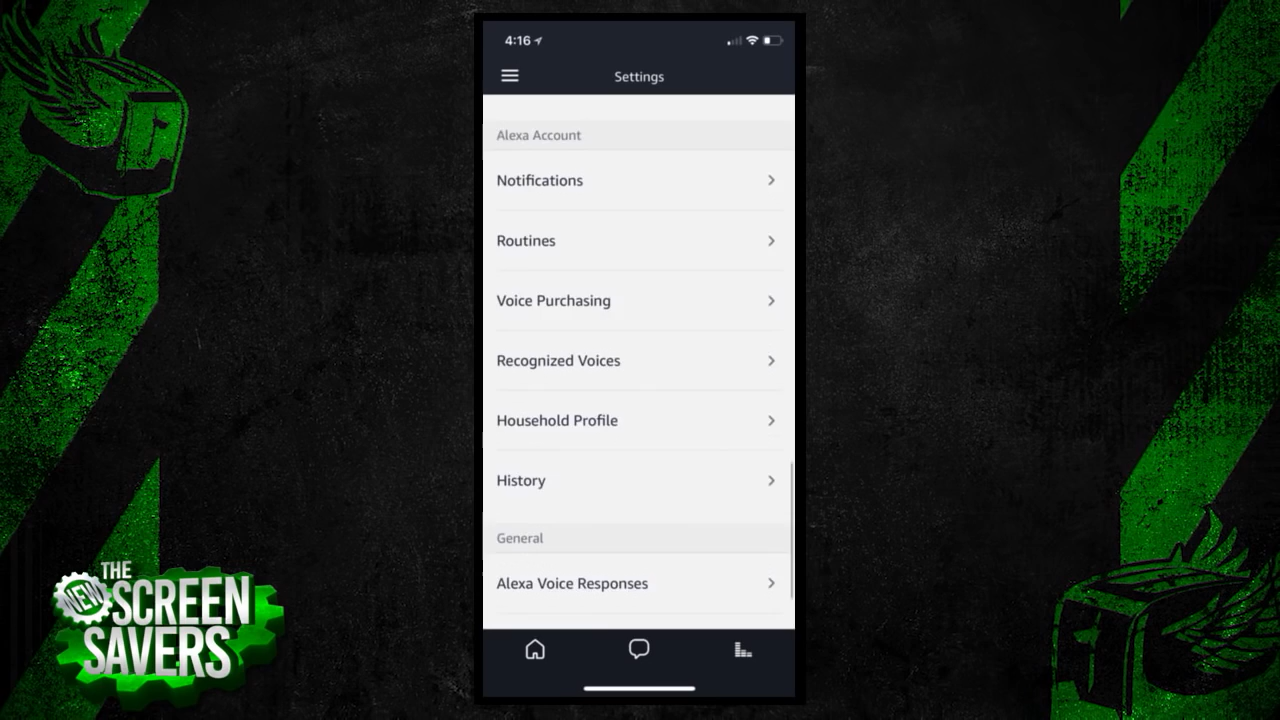 4:16
Settings
Alexa Account
Notifications
Routines
Voice Purchasing
Recognized Voices
Household Profile
History
General
Alexa Voice Responses
THE
NEW
SCREEN
SAVERS